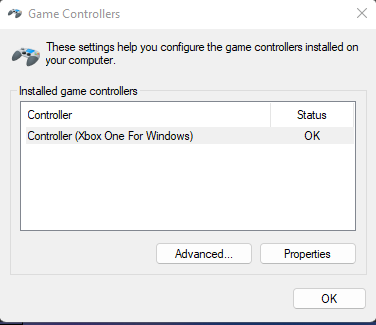 Game Controllers
These settings help you configure the game controllers installed on
your computer.
Installed game controllers
Controller Status
Controller (Xbox One For Windows) OK
Advanced... Properties
OK